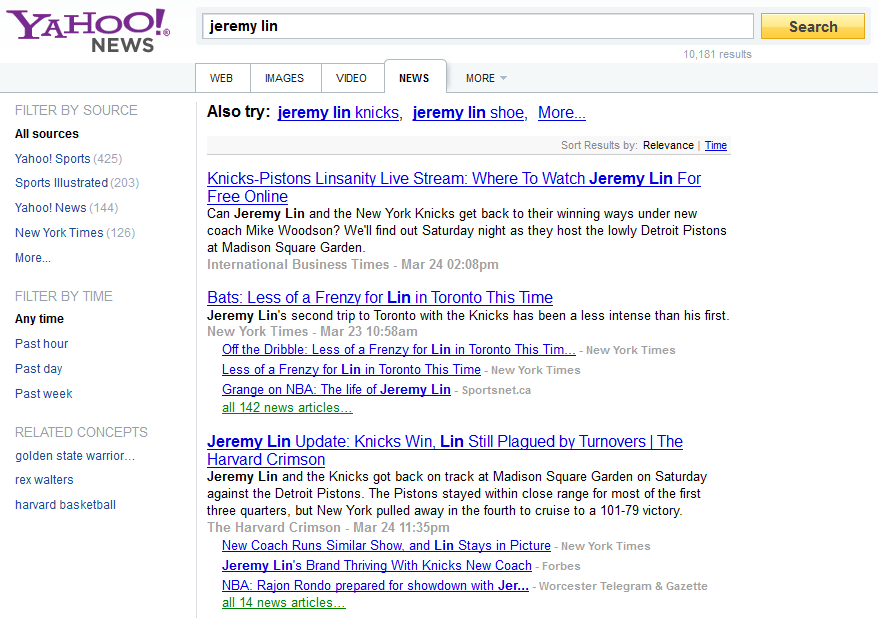 YAHOO!®
NEWS
jeremy lin
Search
10,181 results
WEB
IMAGES
VIDEO
NEWS
MORE
FILTER BY SOURCE
All sources
Yahoo! Sports (425)
Sports Illustrated (203)
Yahoo! News (144)
New York Times (126)
More...
FILTER BY TIME
Any time
Past hour
Past day
Past week
RELATED CONCEPTS
golden state warrior...
rex walters
harvard basketball
Also try: jeremy lin knicks, jeremy lin shoe, More...
Sort Results by: Relevance | Time
Knicks-Pistons Linsanity Live Stream: Where To Watch Jeremy Lin For
Free Online
Can Jeremy Lin and the New York Knicks get back to their winning ways under new
coach Mike Woodson? We'll find out Saturday night as they host the lowly Detroit Pistons
at Madison Square Garden.
International Business Times - Mar 24 02:08pm
Bats: Less of a Frenzy for Lin in Toronto This Time
Jeremy Lin's second trip to Toronto with the Knicks has been a less intense than his first.
New York Times - Mar 23 10:58am
Off the Dribble: Less of a Frenzy for Lin in Toronto This Tim... - New York Times
Less of a Frenzy for Lin in Toronto This Time - New York Times
Grange on NBA: The life of Jeremy Lin - Sportsnet.ca
all 142 news articles...
Jeremy Lin Update: Knicks Win, Lin Still Plagued by Turnovers | The
Harvard Crimson
Jeremy Lin and the Knicks got back on track at Madison Square Garden on Saturday
against the Detroit Pistons. The Pistons stayed within close range for most of the first
three quarters, but New York pulled away in the fourth to cruise to a 101-79 victory.
The Harvard Crimson - Mar 24 11:35pm
New Coach Runs Similar Show, and Lin Stays in Picture - New York Times
Jeremy Lin's Brand Thriving With Knicks New Coach - Forbes
NBA: Rajon Rondo prepared for showdown with Jer... - Worcester Telegram & Gazette
all 14 news articles...